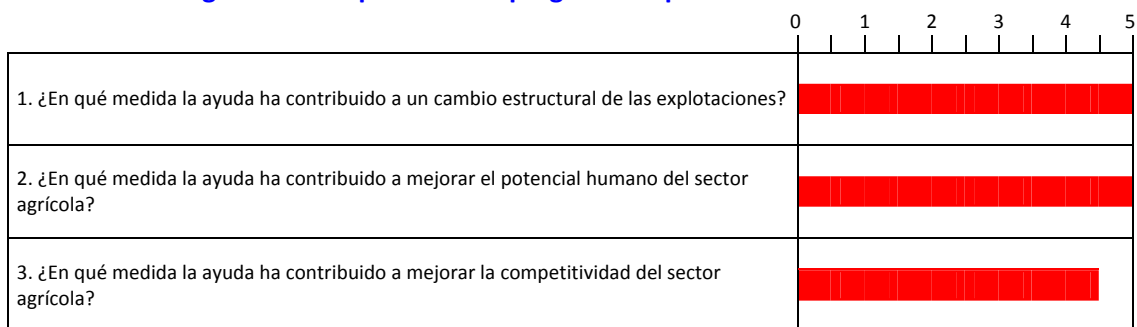 0 1 2 3 4 5
1. ¿En qué medida la ayuda ha contribuido a un cambio estructural de las explotaciones?
2. ¿En qué medida la ayuda ha contribuido a mejorar el potencial humano del sector
agrícola?
3. ¿En qué medida la ayuda ha contribuido a mejorar la competitividad del sector
agrícola?